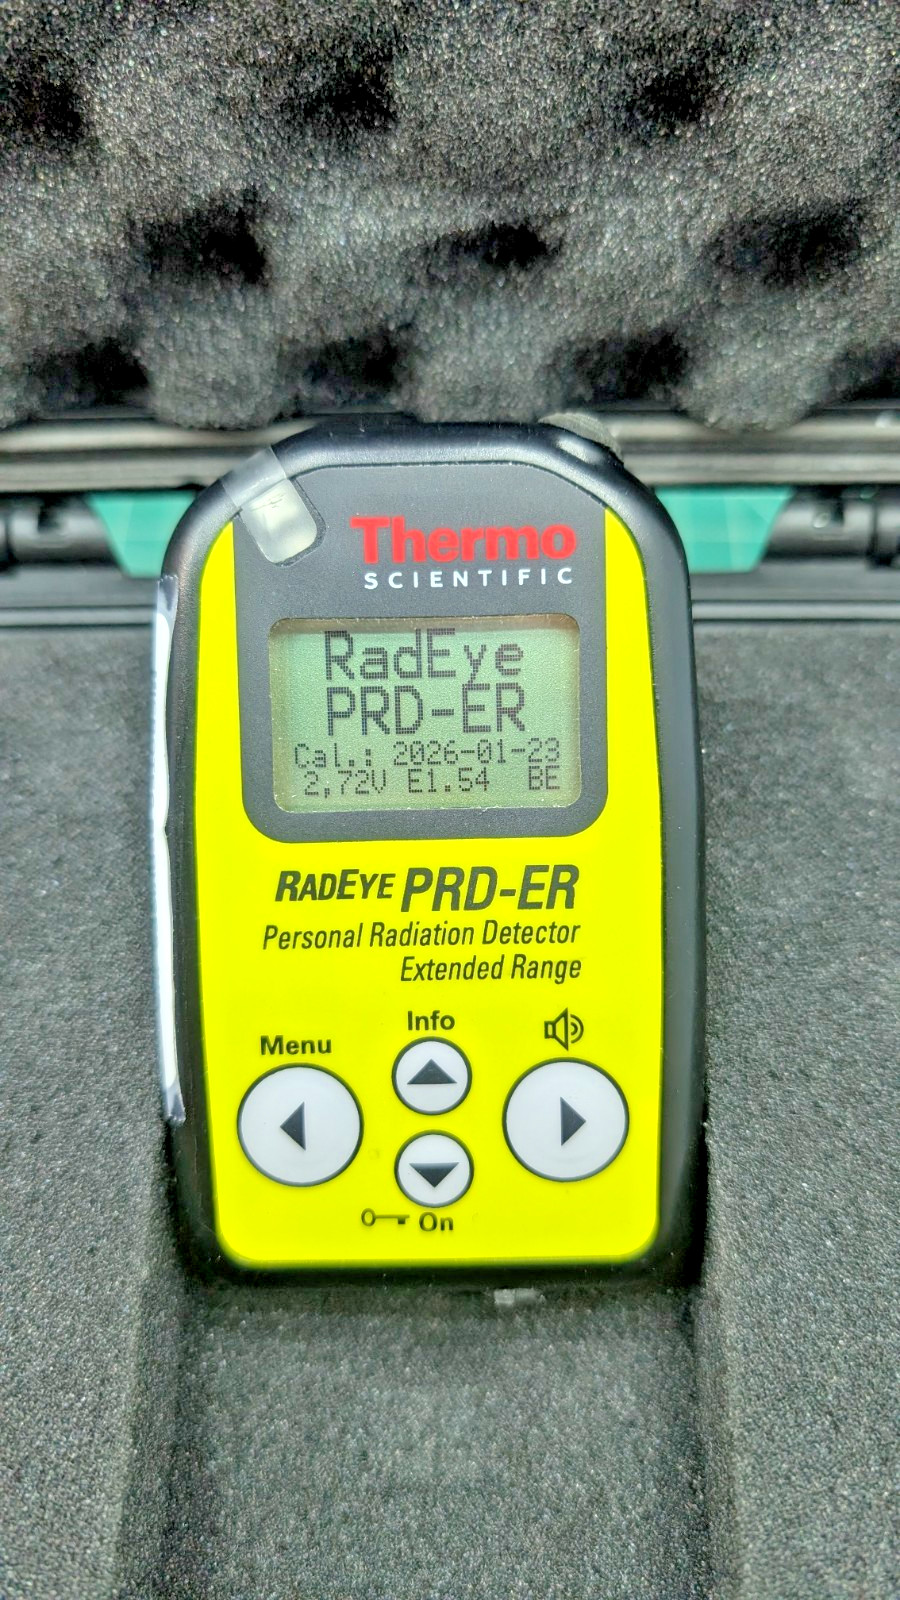 Thermo
SCIENTIFIC
RadEye
PRD-ER
Cal.: 2026-01-23
2,72V E1.54 BE
RADEYE PRD-ER
Personal Radiation Detector
Extended Range
Info
Menu
On